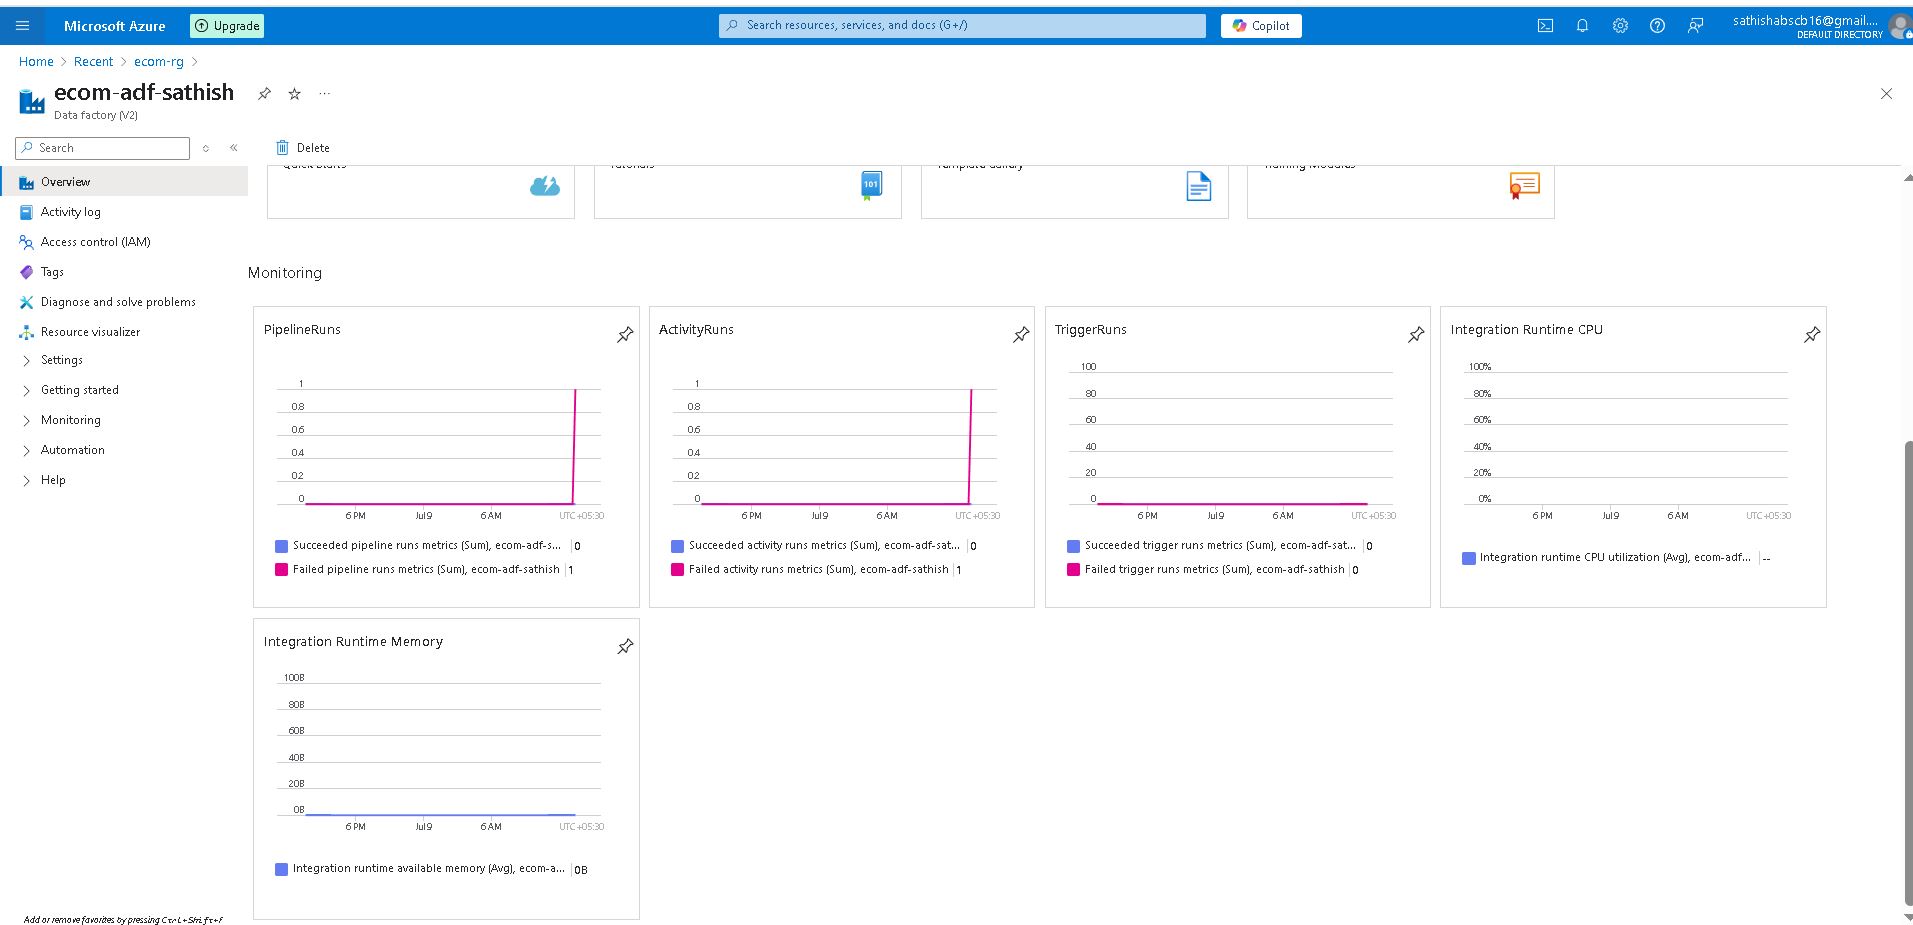 Microsoft Azure
Upgrade
Search resources, services, and docs (G+/)
Copilot
sathishabscb16@gmail....
DEFAULT DIRECTORY
Home > Recent > ecom-rg >
ecom-adf-sathish
Data factory (V2)
Search
Delete
Overview
Activity log
Access control (IAM)
Tags
Diagnose and solve problems
Resource visualizer
Settings
Getting started
Monitoring
Automation
Help
Add or remove favorites by pressing Ctrl+Shift+F
Quick Starts
Tutorials
101
Template Gallery
Training Modules
Monitoring
PipelineRuns
1
0.8
0.6
0.4
0.2
0
6 PM Jul 9 6 AM UTC+05:30
Succeeded pipeline runs metrics (Sum), ecom-adf-s... 0
Failed pipeline runs metrics (Sum), ecom-adf-sathish 1
ActivityRuns
1
0.8
0.6
0.4
0.2
0
6 PM Jul 9 6 AM UTC+05:30
Succeeded activity runs metrics (Sum), ecom-adf-sat... 0
Failed activity runs metrics (Sum), ecom-adf-sathish 1
TriggerRuns
100
80
60
40
20
0
6 PM Jul 9 6 AM UTC+05:30
Succeeded trigger runs metrics (Sum), ecom-adf-sat... 0
Failed trigger runs metrics (Sum), ecom-adf-sathish 0
Integration Runtime CPU
100%
80%
60%
40%
20%
0%
6 PM Jul 9 6 AM UTC+05:30
Integration runtime CPU utilization (Avg), ecom-adf... --
Integration Runtime Memory
100B
80B
60B
40B
20B
0B
6 PM Jul 9 6 AM UTC+05:30
Integration runtime available memory (Avg), ecom-a... 0B